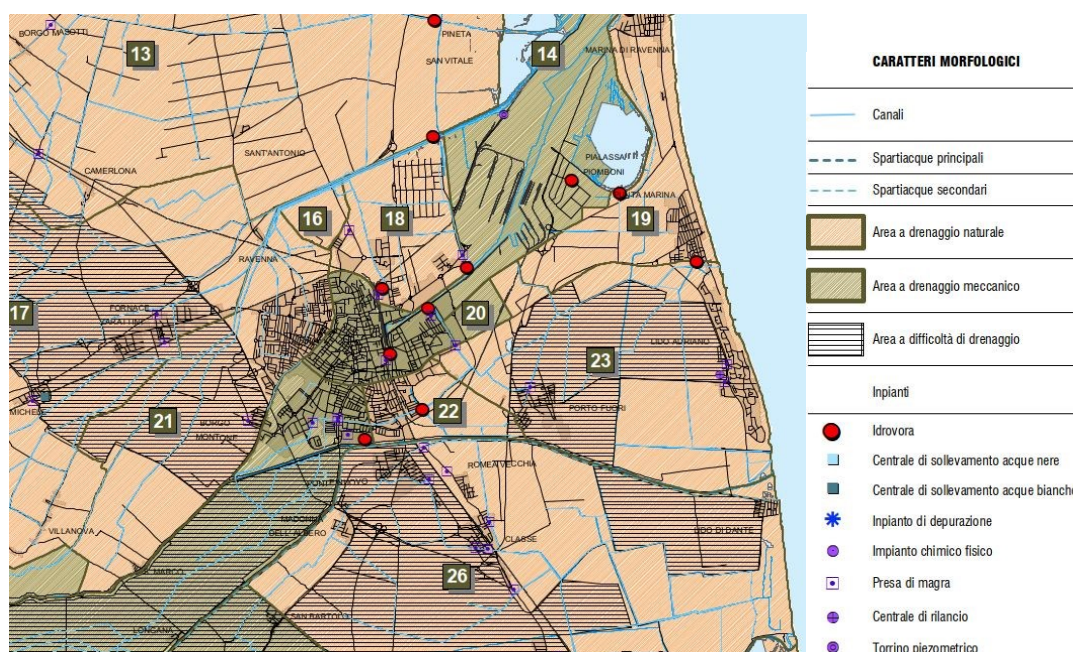 BORGO MASOTTI
13
PINETA
SAN VITALE
14
MARINA DI RAVENNA
SANT'ANTONIO
CAMERLONA
PIALASSA
PIOMBONI
16
18
19
RAVENNA
17
FORNACE
ZARATTINI
20
LIDO ADRIANO
23
MICHELE
21
BORGO
MONTONE
22
PORTO FUORI
ROMEA VECCHIA
PONTE NUOVO
MADONNA
DELL'ALBERO
VILLANOVA
CLASSE
LIDO DI DANTE
26
SAN BARTOLO
LONGANA
CARATTERI MORFOLOGICI
Canali
Spartiacque principali
Spartiacque secondari
Area a drenaggio naturale
Area a drenaggio meccanico
Area a difficoltà di drenaggio
Inpianti
Idrovora
Centrale di sollevamento acque nere
Centrale di sollevamento acque bianche
Inpianto di depurazione
Impianto chimico fisico
Presa di magra
Centrale di rilancio
Torrino piezometrico